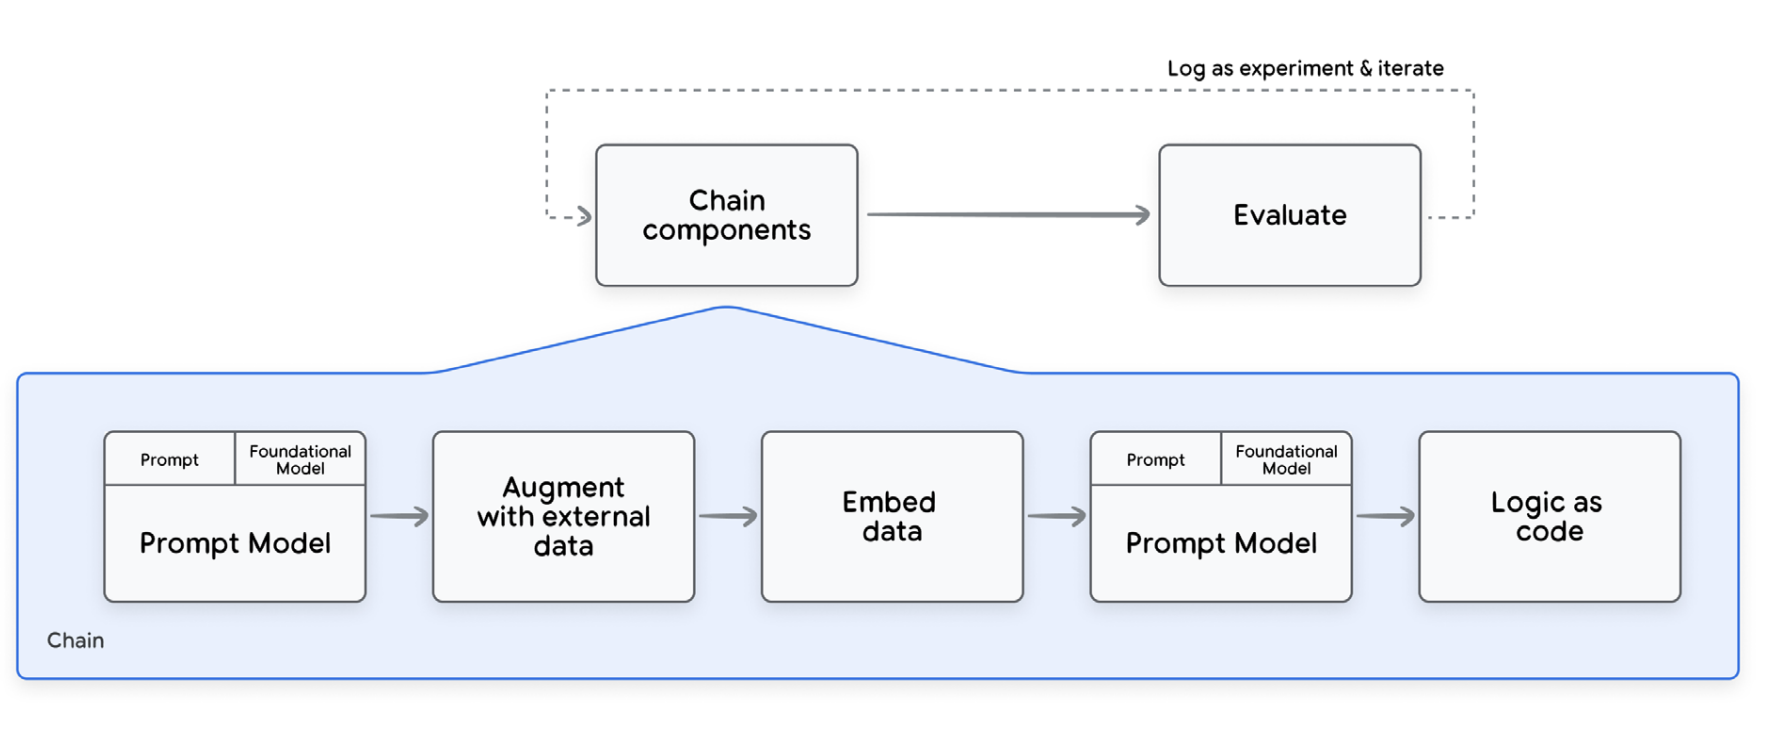 Log as experiment & iterate
Chain
components
Evaluate
Prompt
Foundational
Model
Prompt Model
Augment
with external
data
Embed
data
Prompt
Foundational
Model
Prompt Model
Logic as
code
Chain